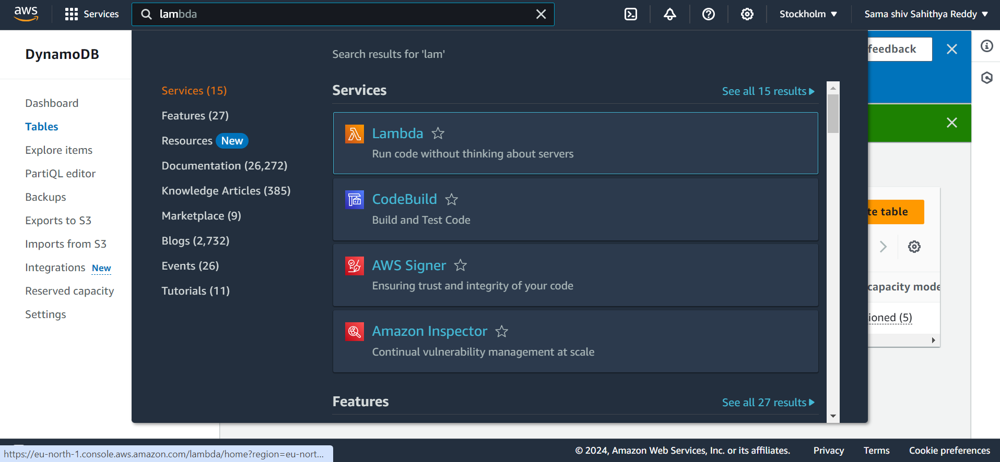 aws
Services
lambda
Stockholm
Sama shiv Sahithya Reddy
DynamoDB
Dashboard
Tables
Explore items
PartiQL editor
Backups
Exports to S3
Imports from S3
Integrations New
Reserved capacity
Settings
Search results for 'lam'
Services (15)
Features (27)
Resources New
Documentation (26,272)
Knowledge Articles (385)
Marketplace (9)
Blogs (2,732)
Events (26)
Tutorials (11)
Services
See all 15 results
Lambda
Run code without thinking about servers
CodeBuild
Build and Test Code
AWS Signer
Ensuring trust and integrity of your code
Amazon Inspector
Continual vulnerability management at scale
Features
See all 27 results
feedback
te table
capacity mode
ioned (5)
https://eu-north-1.console.aws.amazon.com/lambda/home?region=eu-nort...
© 2024, Amazon Web Services, Inc. or its affiliates.
Privacy
Terms
Cookie preferences